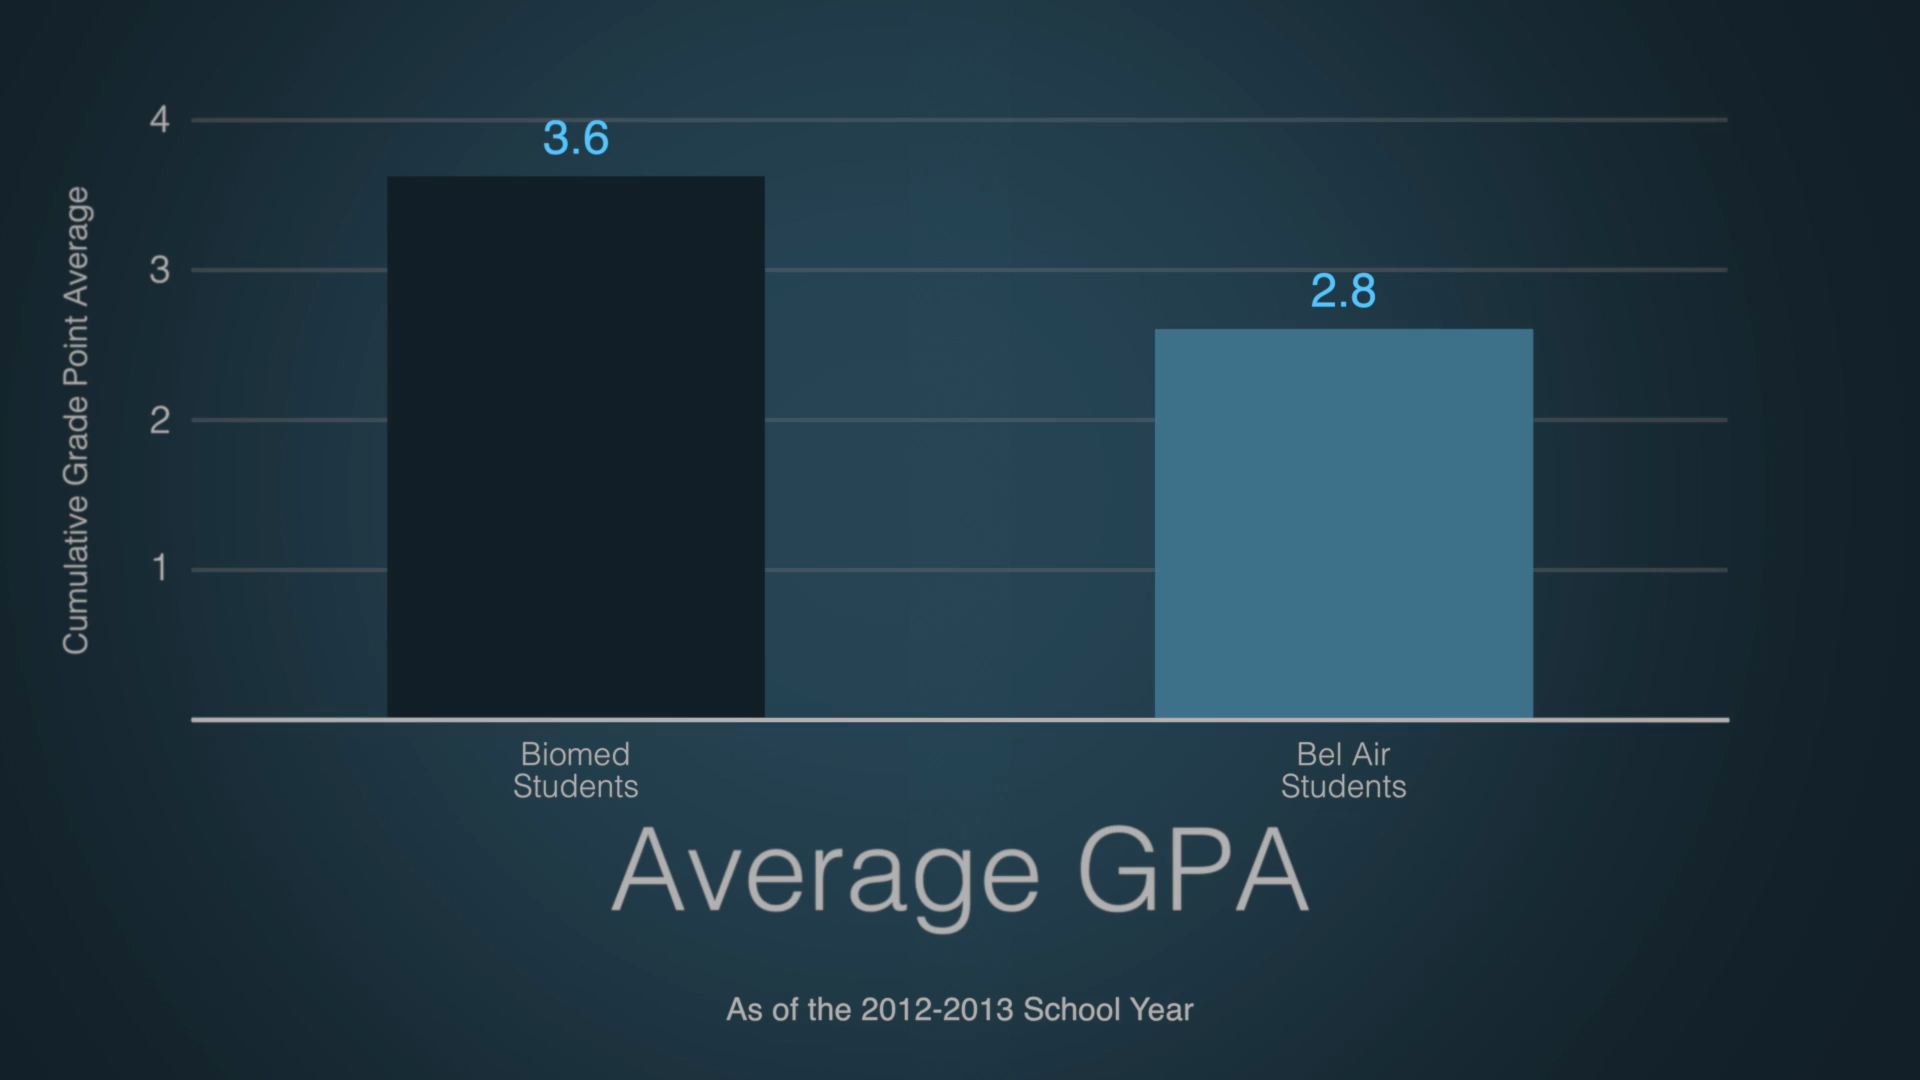 Cumulative Grade Point Average
4
3
2
1
3.6
2.8
Biomed
Students
Bel Air
Students
Average GPA
As of the 2012-2013 School Year